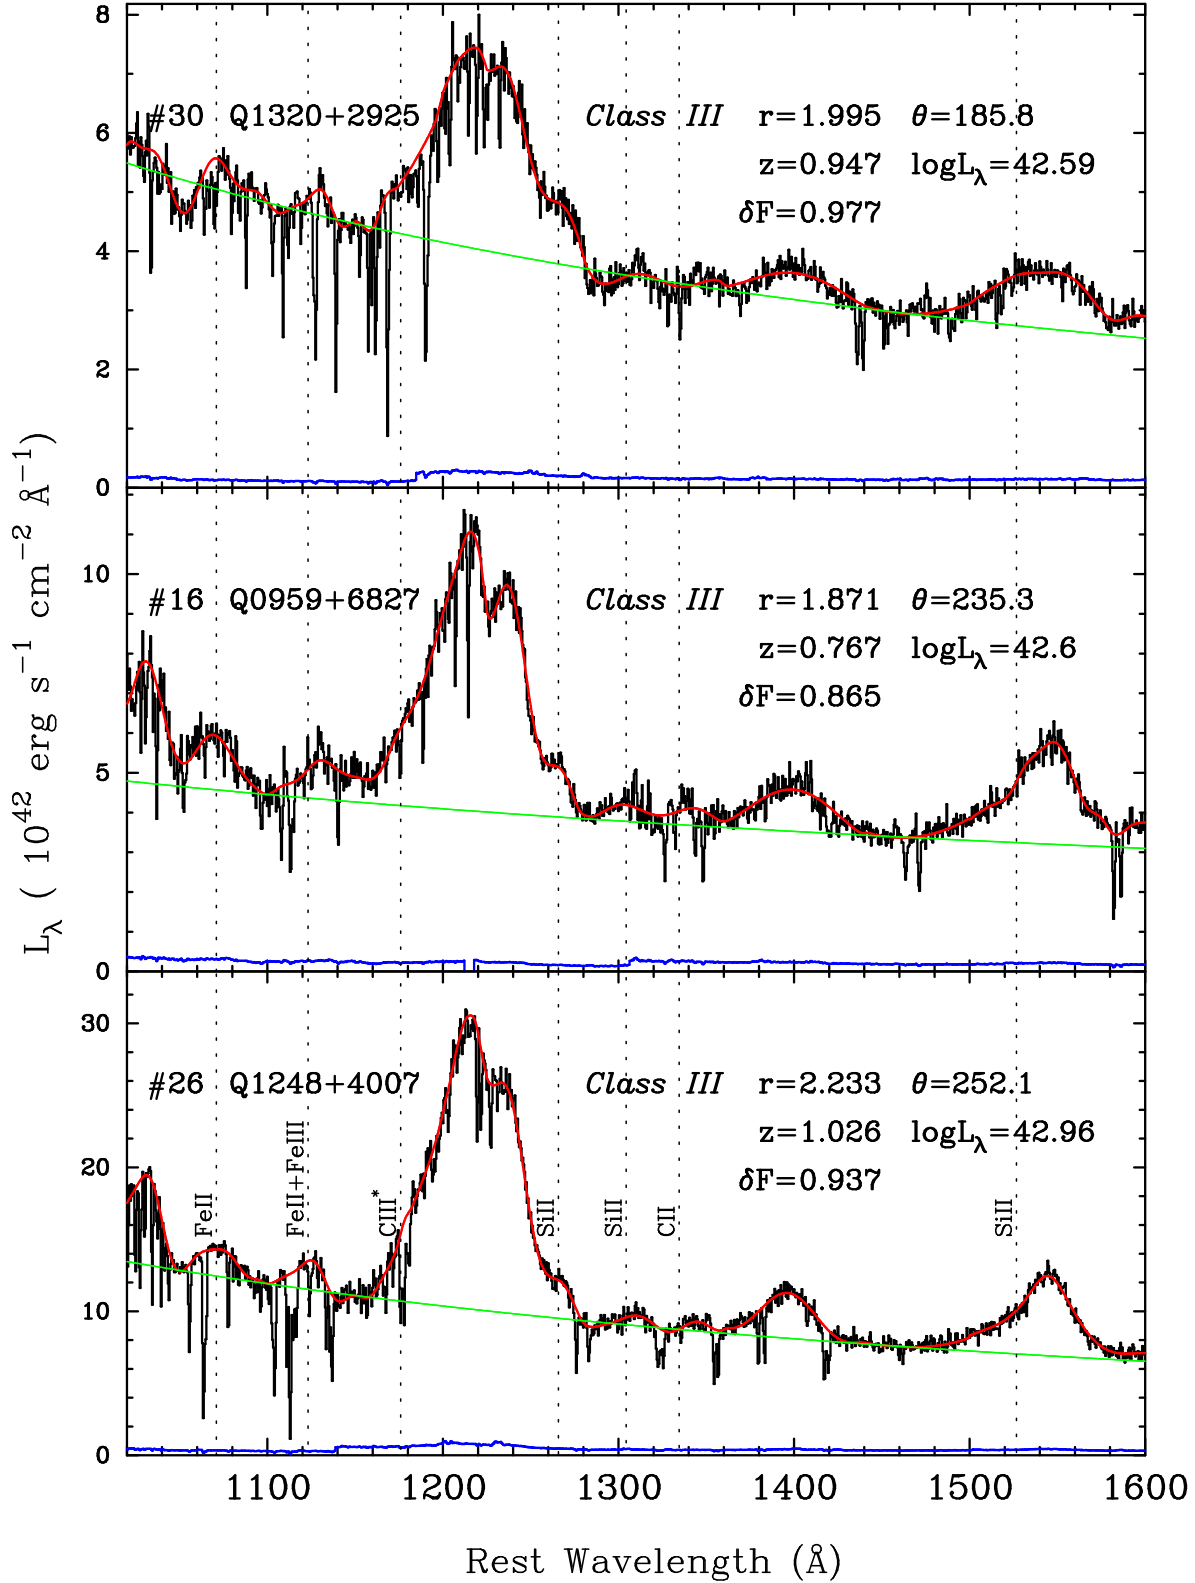 8
6
4
2
0
#30 Q1320+2925 Class III r=1.995 θ=185.8
z=0.947 logLλ=42.59
δF=0.977
10
5
0
#16 Q0959+6827 Class III r=1.871 θ=235.3
z=0.767 logLλ=42.6
δF=0.865
Lλ ( 10^42 erg s^−1 cm^−2 Å^−1)
30
20
10
0
#26 Q1248+4007 Class III r=2.233 θ=252.1
z=1.026 logLλ=42.96
δF=0.937
FeII
FeII+FeIII
CIII*
SiII
SiII
CII
SiII
1100 1200 1300 1400 1500 1600
Rest Wavelength (Å)